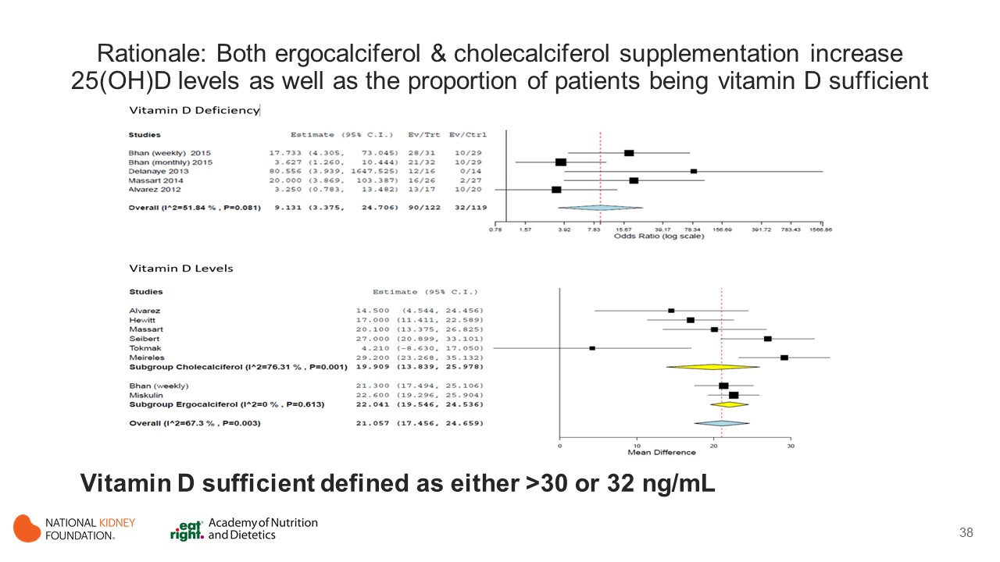 Rationale: Both ergocalciferol & cholecalciferol supplementation increase
25(OH)D levels as well as the proportion of patients being vitamin D sufficient
Vitamin D Deficiency
Studies Estimate (95% C.I.) Ev/Trt Ev/Ctrl
Bhan (weekly) 2015 17.733 (4.305, 73.045) 28/31 10/29
Bhan (monthly) 2015 3.627 (1.260, 10.444) 21/32 10/29
Delanaye 2013 80.556 (3.939, 1647.525) 12/16 0/14
Massart 2014 20.000 (3.869, 103.387) 16/26 2/27
Alvarez 2012 3.250 (0.783, 13.482) 13/17 10/20
Overall (I^2=51.84 % , P=0.081) 9.131 (3.375, 24.706) 90/122 32/119
0.78 1.57 3.92 7.83 15.67 39.17 78.34 156.69 391.72 783.43 1566.86
Odds Ratio (log scale)
Vitamin D Levels
Studies Estimate (95% C.I.)
Alvarez 14.500 (4.544, 24.456)
Hewitt 17.000 (11.411, 22.589)
Massart 20.100 (13.375, 26.825)
Seibert 27.000 (20.899, 33.101)
Tokmak 4.210 (-8.630, 17.050)
Meireles 29.200 (23.268, 35.132)
Subgroup Cholecalciferol (I^2=76.31 % , P=0.001) 19.909 (13.839, 25.978)
Bhan (weekly) 21.300 (17.494, 25.106)
Miskulin 22.600 (19.296, 25.904)
Subgroup Ergocalciferol (I^2=0 % , P=0.613) 22.041 (19.546, 24.536)
Overall (I^2=67.3 % , P=0.003) 21.057 (17.456, 24.659)
0 10 20 30
Mean Difference
Vitamin D sufficient defined as either >30 or 32 ng/mL
NATIONAL KIDNEY
FOUNDATION®
eat
right.
Academy of Nutrition
and Dietetics
38